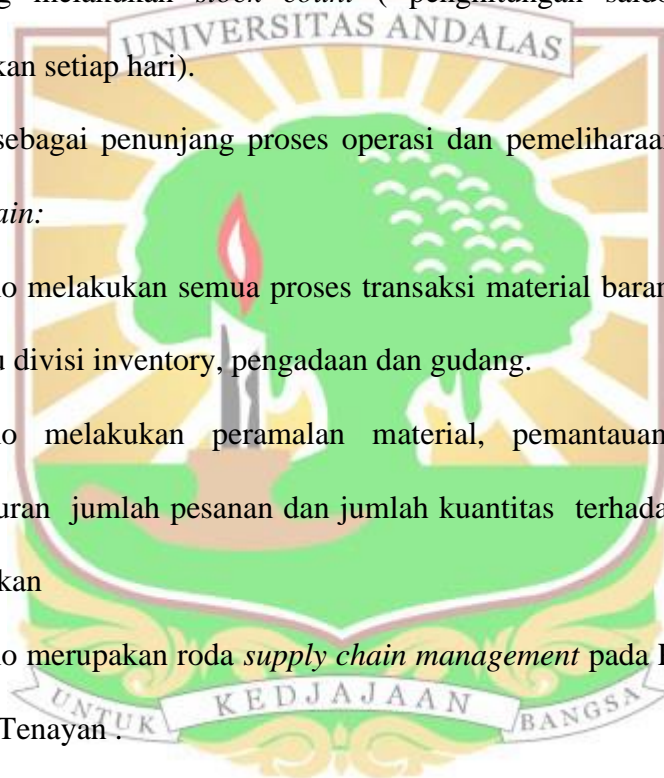 melakukan stock count ( penghitungan saldo
UNIVERSITAS ANDALAS
kan setiap hari).
sebagai penunjang proses operasi dan pemeliharaan
ain:
o melakukan semua proses transaksi material baran
u divisi inventory, pengadaan dan gudang.
o melakukan peramalan material, pemantauan
uran jumlah pesanan dan jumlah kuantitas terhada
kan
o merupakan roda supply chain management pada
UNTUK KEDJAJAAN BANGSA
Tenayan .